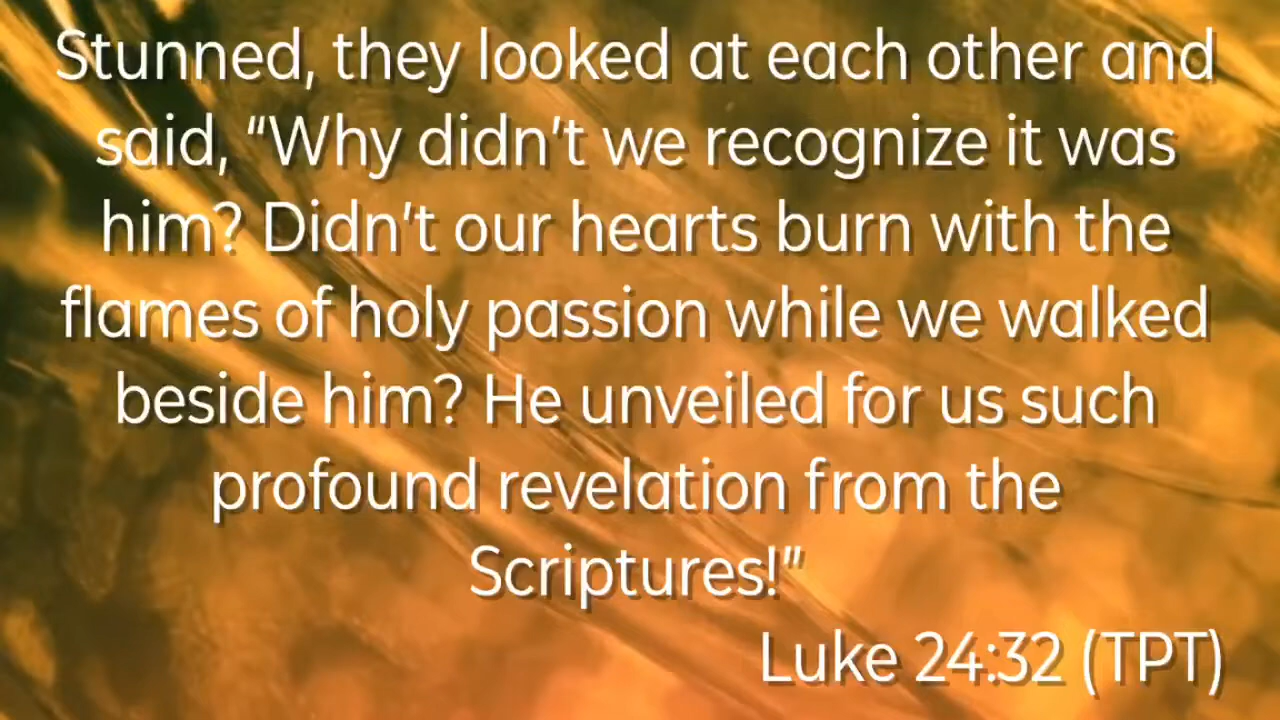 Stunned, they looked at each other and
said, “Why didn’t we recognize it was
him? Didn’t our hearts burn with the
flames of holy passion while we walked
beside him? He unveiled for us such
profound revelation from the
Scriptures!”
Luke 24:32 (TPT)